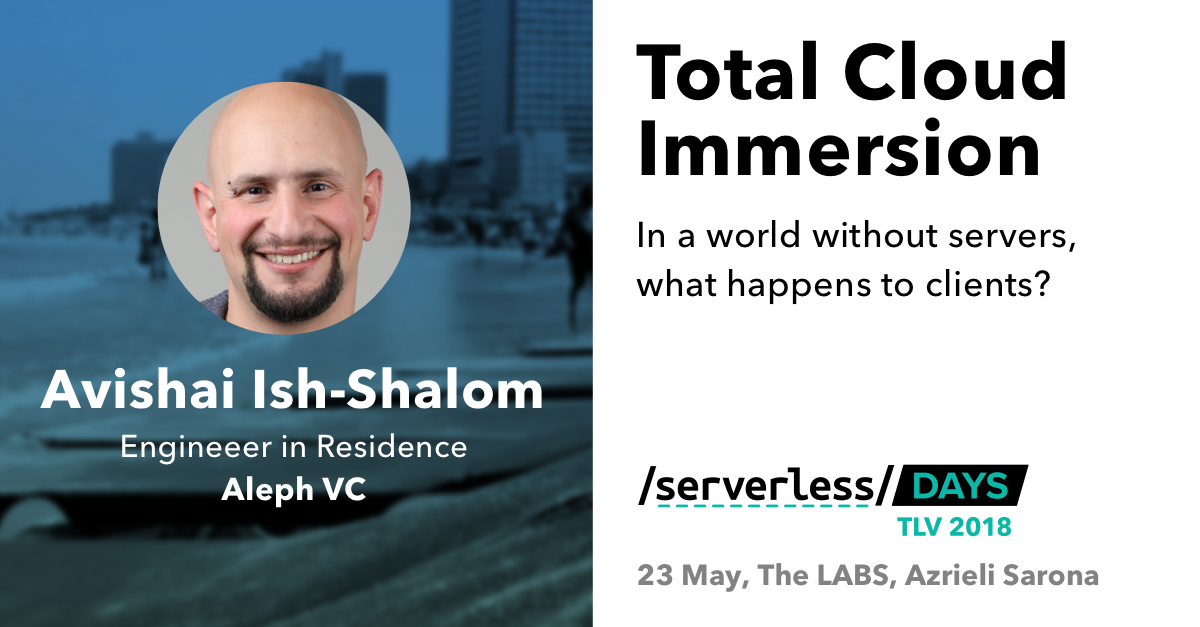 Avishai Ish-Shalom
Engineeer in Residence
Aleph VC
Total Cloud
Immersion
In a world without servers,
what happens to clients?
/serverless/DAYS
TLV 2018
23 May, The LABS, Azrieli Sarona